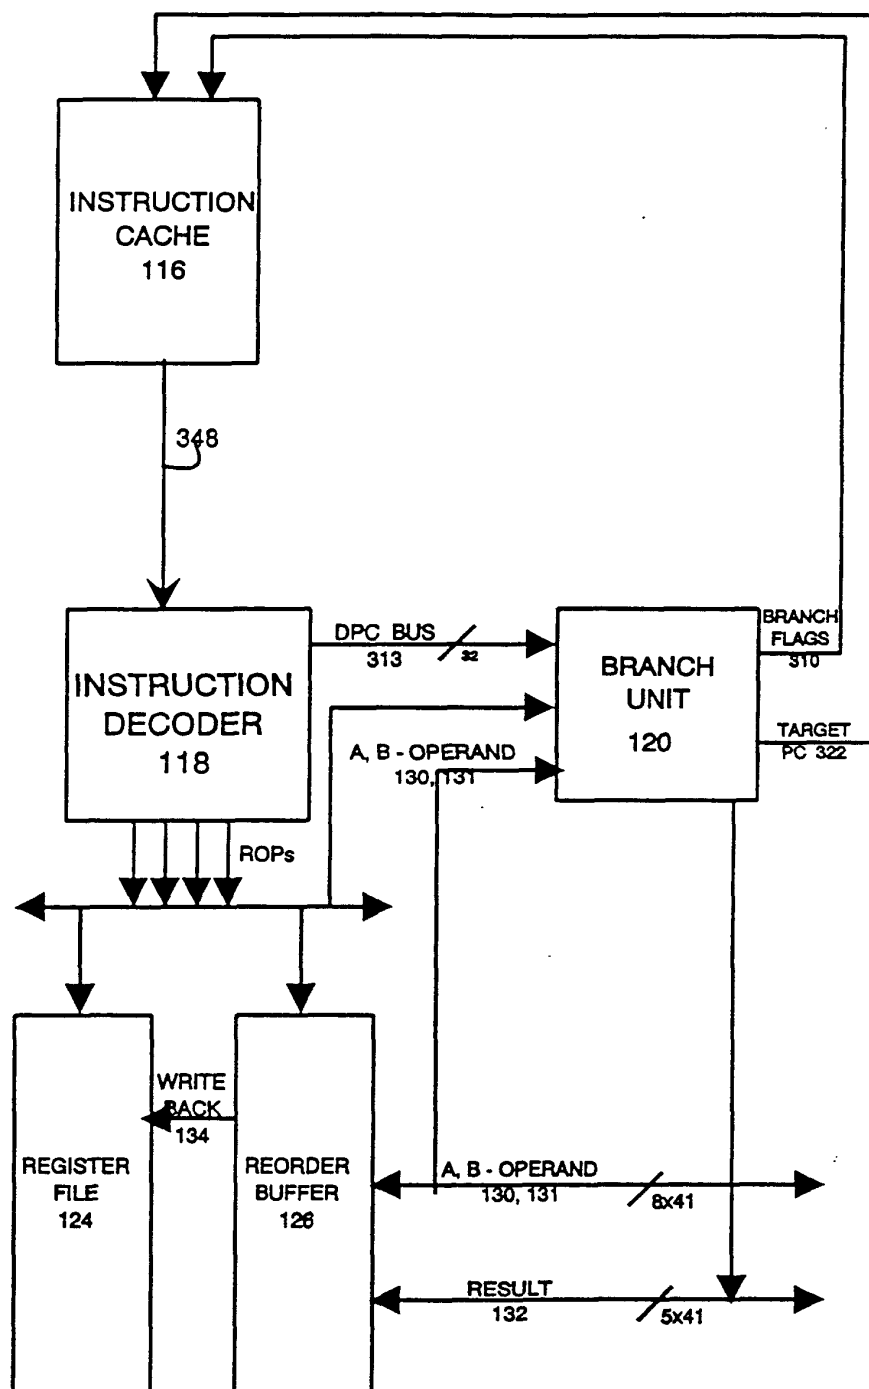 INSTRUCTION
CACHE
116
348
INSTRUCTION
DECODER
118
DPC BUS
313
32
BRANCH
UNIT
120
BRANCH
FLAGS
310
TARGET
PC 322
A, B - OPERAND
130, 131
ROPs
WRITE
BACK
134
REGISTER
FILE
124
REORDER
BUFFER
126
A, B - OPERAND
130, 131
8x41
RESULT
132
5x41